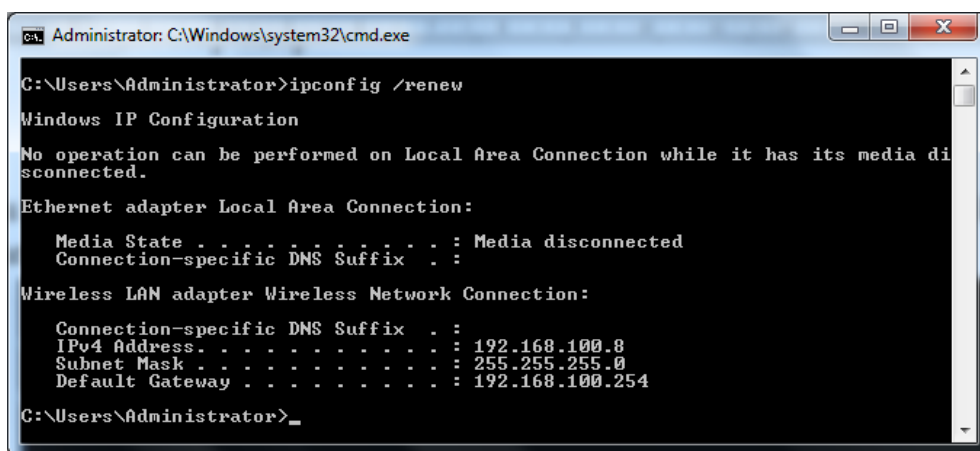 Administrator: C:\Windows\system32\cmd.exe
C:\Users\Administrator>ipconfig /renew
Windows IP Configuration
No operation can be performed on Local Area Connection while it has its media di
sconnected.
Ethernet adapter Local Area Connection:
   Media State . . . . . . . . . . . : Media disconnected
   Connection-specific DNS Suffix  . :
Wireless LAN adapter Wireless Network Connection:
   Connection-specific DNS Suffix  . :
   IPv4 Address. . . . . . . . . . . : 192.168.100.8
   Subnet Mask . . . . . . . . . . . : 255.255.255.0
   Default Gateway . . . . . . . . . : 192.168.100.254
C:\Users\Administrator>_